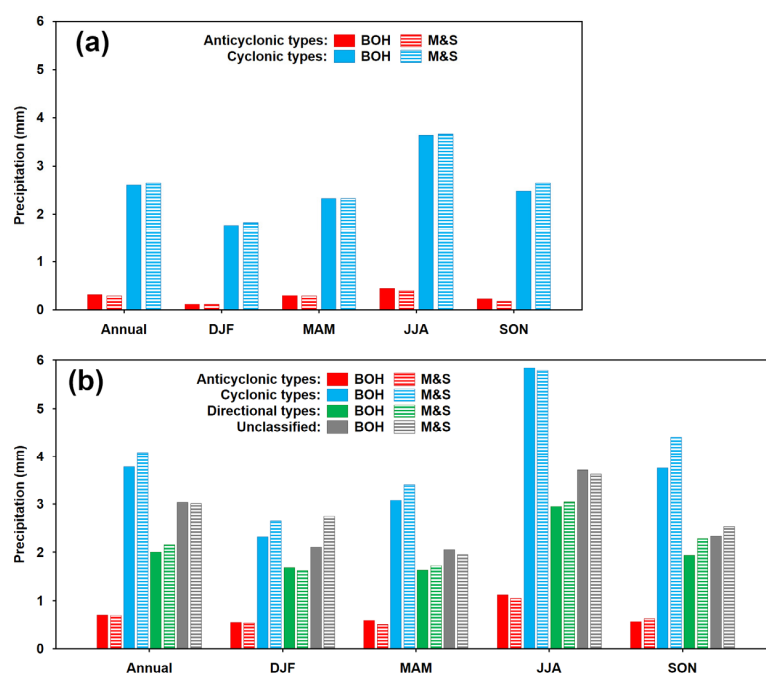 (a)
Anticyclonic types: BOH M&S
Cyclonic types: BOH M&S
Precipitation (mm)
6
5
4
3
2
1
0
Annual DJF MAM JJA SON
(b)
Anticyclonic types: BOH M&S
Cyclonic types: BOH M&S
Directional types: BOH M&S
Unclassified: BOH M&S
Precipitation (mm)
6
5
4
3
2
1
0
Annual DJF MAM JJA SON